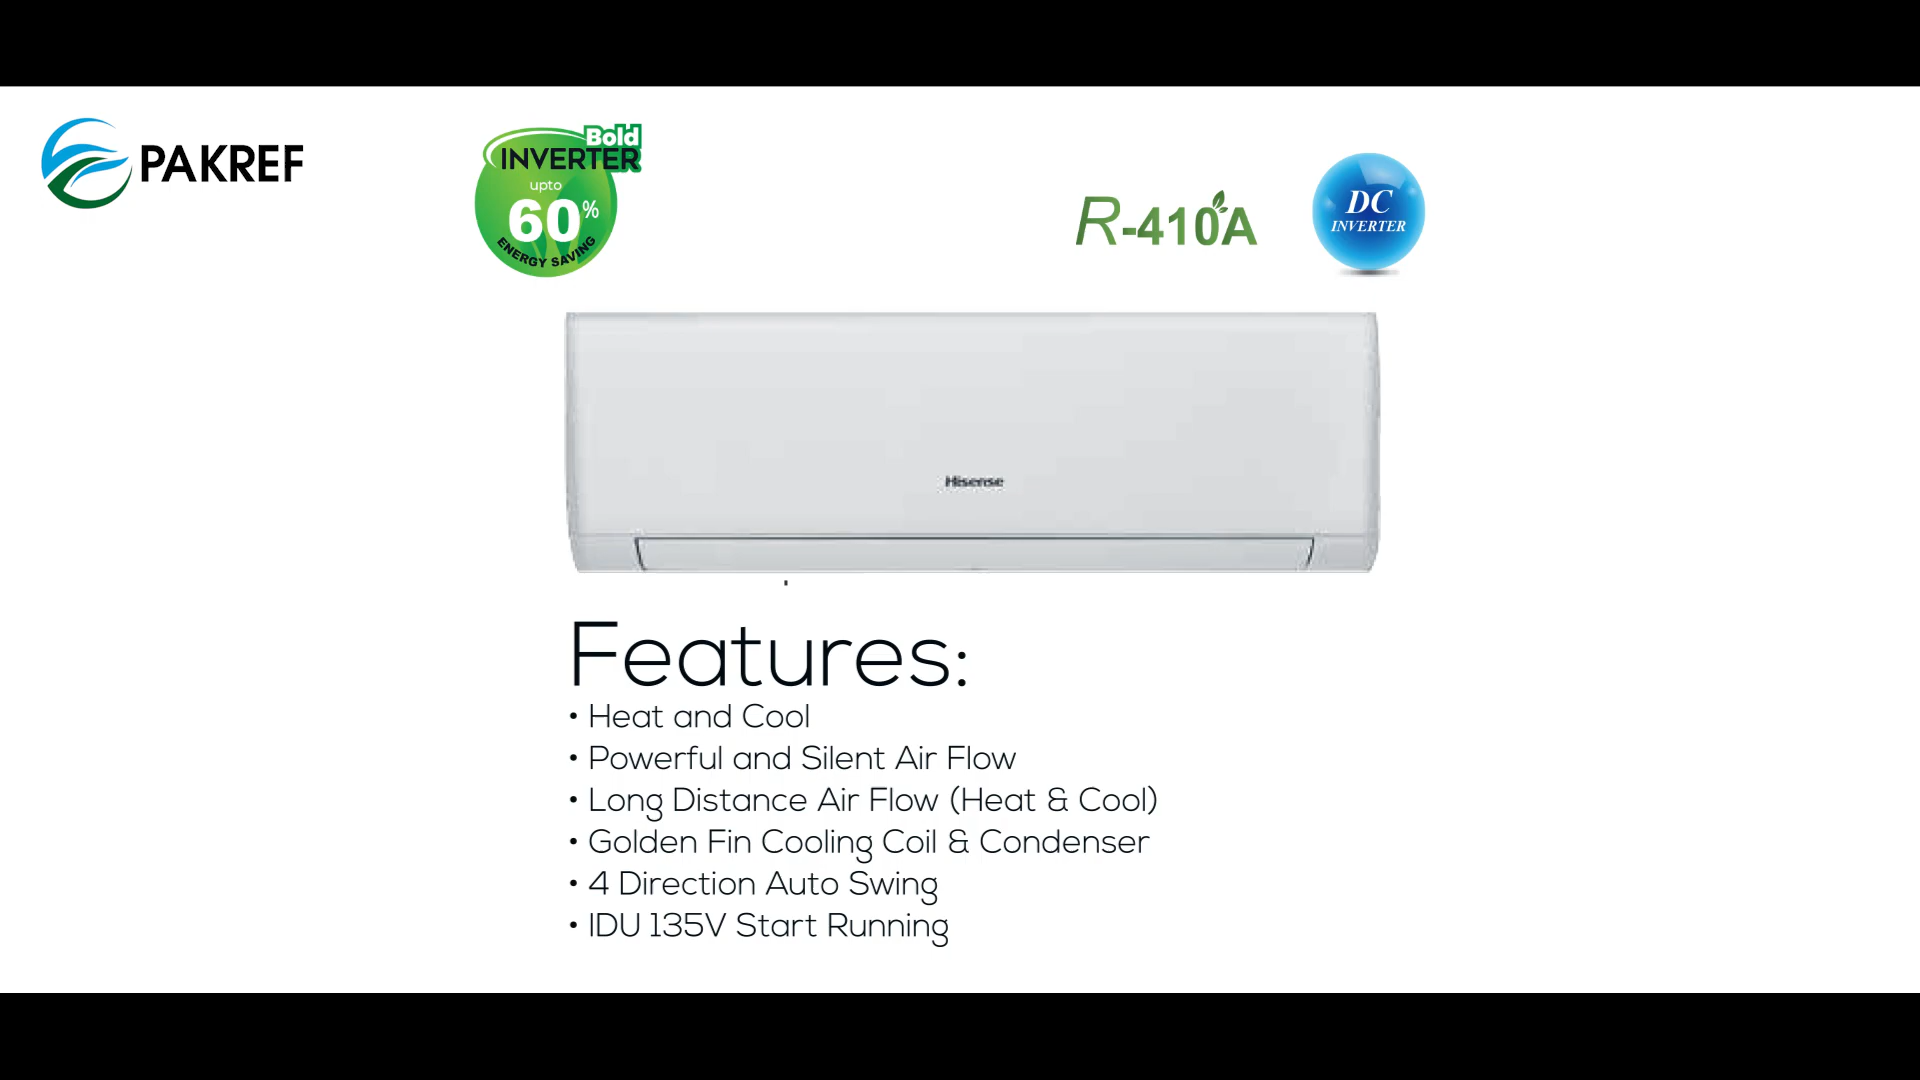 PAKREF
Bold
INVERTER
upto
60%
ENERGY SAVING
R-410A
DC
INVERTER
Hisense
Features:
• Heat and Cool
• Powerful and Silent Air Flow
• Long Distance Air Flow (Heat & Cool)
• Golden Fin Cooling Coil & Condenser
• 4 Direction Auto Swing
• IDU 135V Start Running